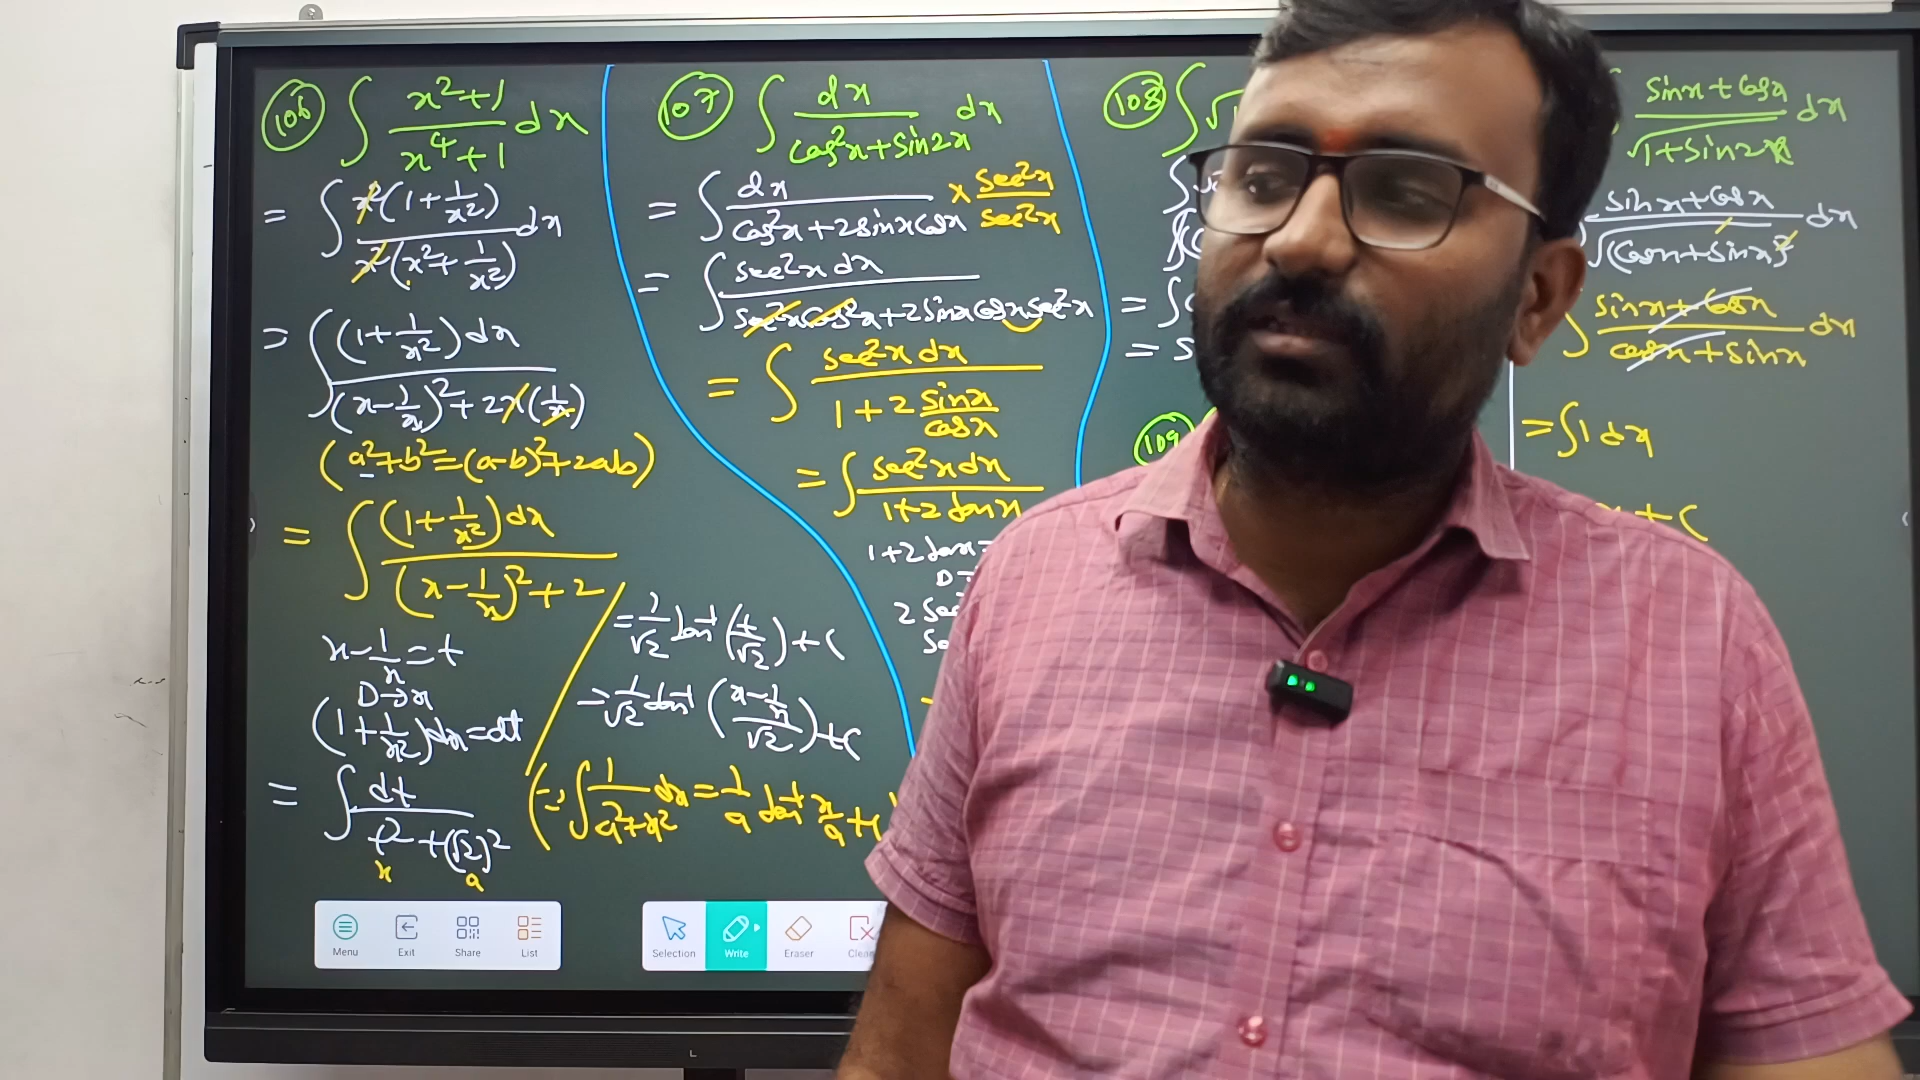 106 ∫ x²+1 / x⁴+1 dx
= ∫ x²(1+1/x²) / x²(x²+1/x²) dx
= ∫ (1+1/x²)dx / (x-1/x)²+2x(1/x)
(a²+b²=(a-b)²+2ab)
= ∫ (1+1/x²)dx / (x-1/x)²+2
x-1/x=t
D→x
(1+1/x²)dx=dt
= ∫ dt / t²+(√2)²
x a
= 1/√2 tan⁻¹(t/√2)+c
= 1/√2 tan⁻¹(x-1/x / √2)+c
(∵ ∫ 1/a²+x² dx = 1/a tan⁻¹ x/a +c
107 ∫ dx / cos²x+sin2x dx
= ∫ dx / cos²x+2sinxcosx × sec²x / sec²x
= ∫ sec²x dx / sec²xcos²x+2sinxcosxsec²x
= ∫ sec²x dx / 1+2 sinx/cosx
= ∫ sec²x dx / 1+2tanx
1+2tanx=
D→
2
108 ∫ √1
= ∫
=
109
sinx+cosx / √1+sin2x dx
sinx+cosx / √(cosx+sinx)² dx
∫ sinx+cosx / cosx+sinx dx
= ∫1dx
+c
Menu Exit Share List
Selection Write Eraser